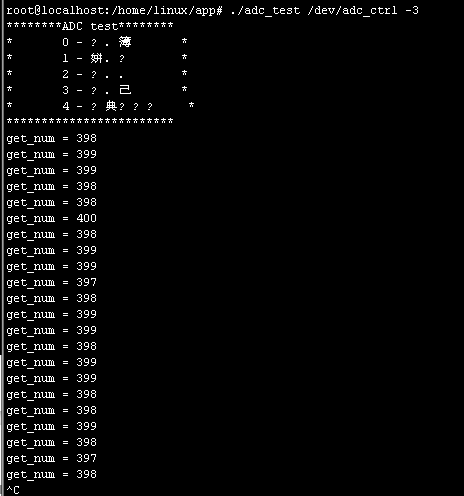 root@localhost:/home/linux/app# ./adc_test /dev/adc_ctrl -3
********ADC test********
*       0 - ? . 簿       *
*       1 - 姘. ?        *
*       2 - ? . .        *
*       3 - ? . 己       *
*       4 - ? 典? ? ?     *
************************
get_num = 398
get_num = 399
get_num = 399
get_num = 398
get_num = 398
get_num = 400
get_num = 398
get_num = 399
get_num = 399
get_num = 397
get_num = 398
get_num = 399
get_num = 399
get_num = 398
get_num = 399
get_num = 399
get_num = 398
get_num = 398
get_num = 399
get_num = 398
get_num = 397
get_num = 398
^C